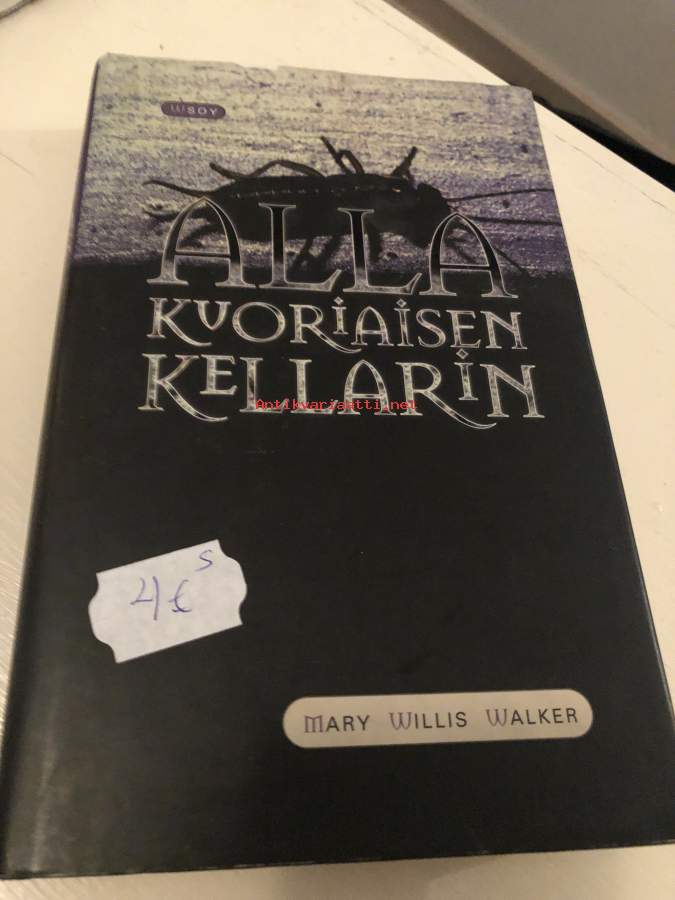 WSOY
ALLA
KUORIAISEN
KELLARIN
Antikvariaatti.net
4€ s
MARY WILLIS WALKER